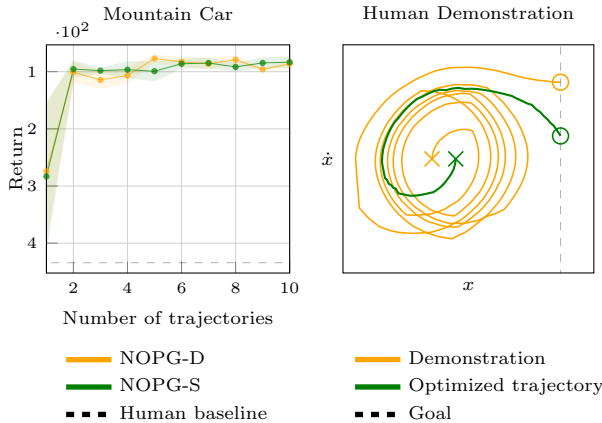 Mountain Car
·10²
1
2
3
4
Return
2 4 6 8 10
Number of trajectories
NOPG-D
NOPG-S
Human baseline
Human Demonstration
ẋ
x
Demonstration
Optimized trajectory
Goal